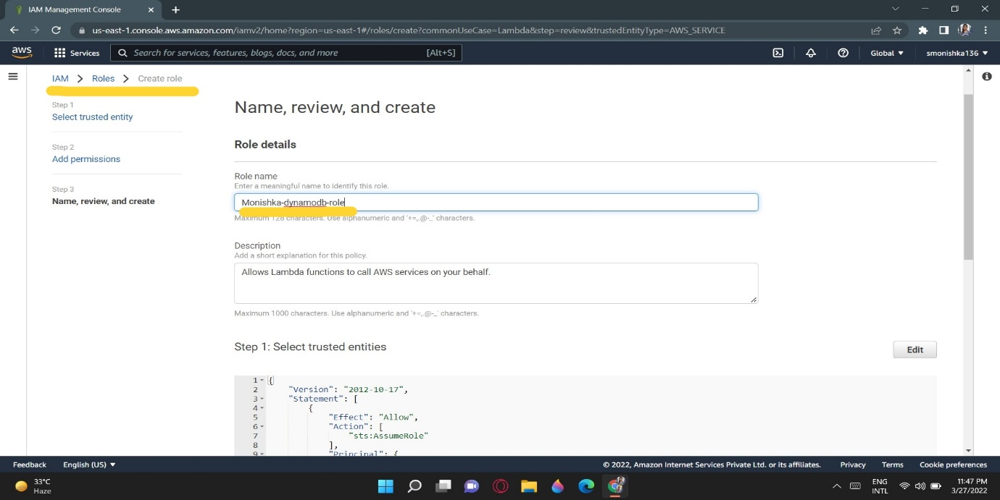 IAM Management Console
us-east-1.console.aws.amazon.com/iamv2/home?region=us-east-1#/roles/create?commonUseCase=Lambda&step=review&trustedEntityType=AWS_SERVICE
aws Services Search for services, features, blogs, docs, and more [Alt+S] Global smonishka136
IAM Roles Create role
Step 1
Select trusted entity
Step 2
Add permissions
Step 3
Name, review, and create
Name, review, and create
Role details
Role name
Enter a meaningful name to identify this role.
Monishka-dynamodb-role
Maximum 128 characters. Use alphanumeric and '+=,.@-_' characters.
Description
Add a short explanation for this policy.
Allows Lambda functions to call AWS services on your behalf.
Maximum 1000 characters. Use alphanumeric and '+=,.@-_' characters.
Step 1: Select trusted entities
Edit
1 {
2 "Version": "2012-10-17",
3 "Statement": [
4 {
5 "Effect": "Allow",
6 "Action": [
7 "sts:AssumeRole"
8 ],
9 "Principal": {
Feedback English (US) © 2022, Amazon Internet Services Private Ltd. or its affiliates. Privacy Terms Cookie preferences
33°C
Haze
ENG
INTL
11:47 PM
3/27/2022